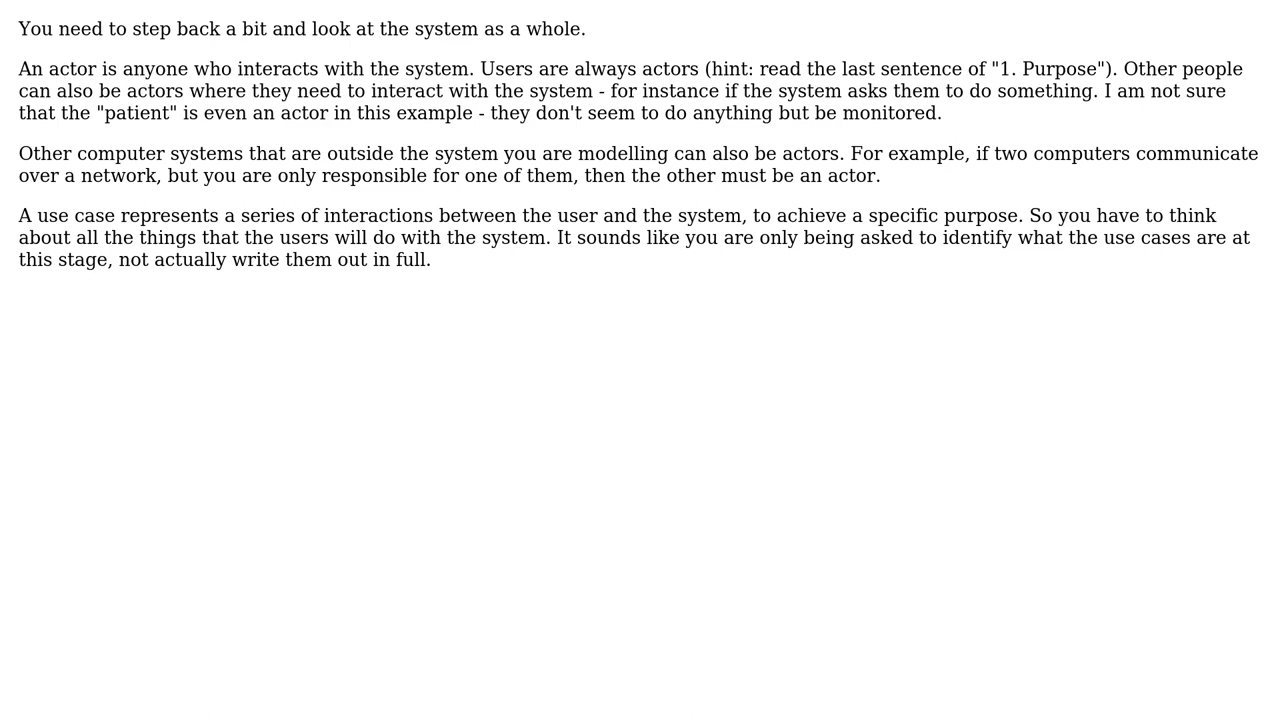 You need to step back a bit and look at the system as a whole.
An actor is anyone who interacts with the system. Users are always actors (hint: read the last sentence of "1. Purpose"). Other people
can also be actors where they need to interact with the system - for instance if the system asks them to do something. I am not sure
that the "patient" is even an actor in this example - they don't seem to do anything but be monitored.
Other computer systems that are outside the system you are modelling can also be actors. For example, if two computers communicate
over a network, but you are only responsible for one of them, then the other must be an actor.
A use case represents a series of interactions between the user and the system, to achieve a specific purpose. So you have to think
about all the things that the users will do with the system. It sounds like you are only being asked to identify what the use cases are at
this stage, not actually write them out in full.